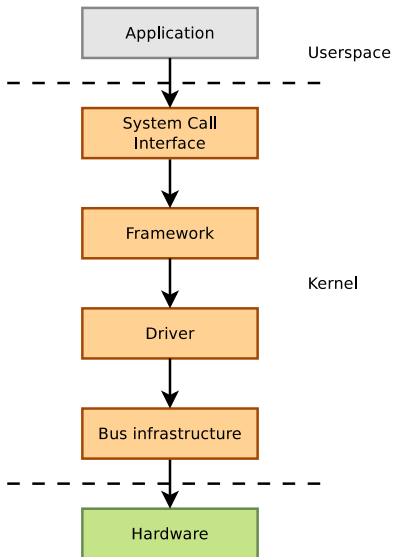 Application
Userspace
System Call
Interface
Framework
Kernel
Driver
Bus infrastructure
Hardware